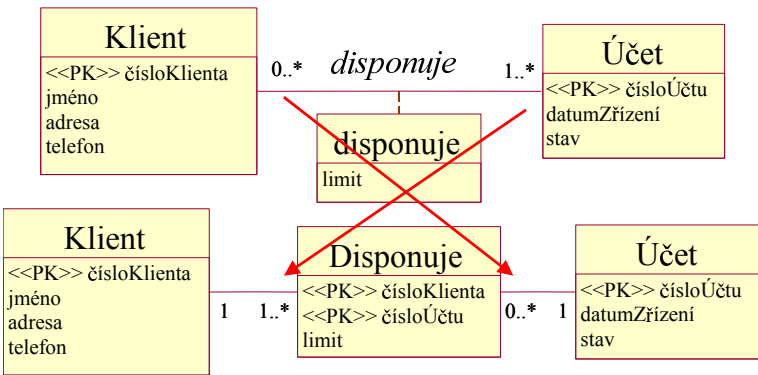 Klient
<<PK>> čísloKlienta
jméno
adresa
telefon
0..* disponuje 1..*
Účet
<<PK>> čísloÚčtu
datumZřízení
stav
disponuje
limit
Klient
<<PK>> čísloKlienta
jméno
adresa
telefon
1 1..*
Disponuje
<<PK>> čísloKlienta
<<PK>> čísloÚčtu
limit
0..* 1
Účet
<<PK>> čísloÚčtu
datumZřízení
stav